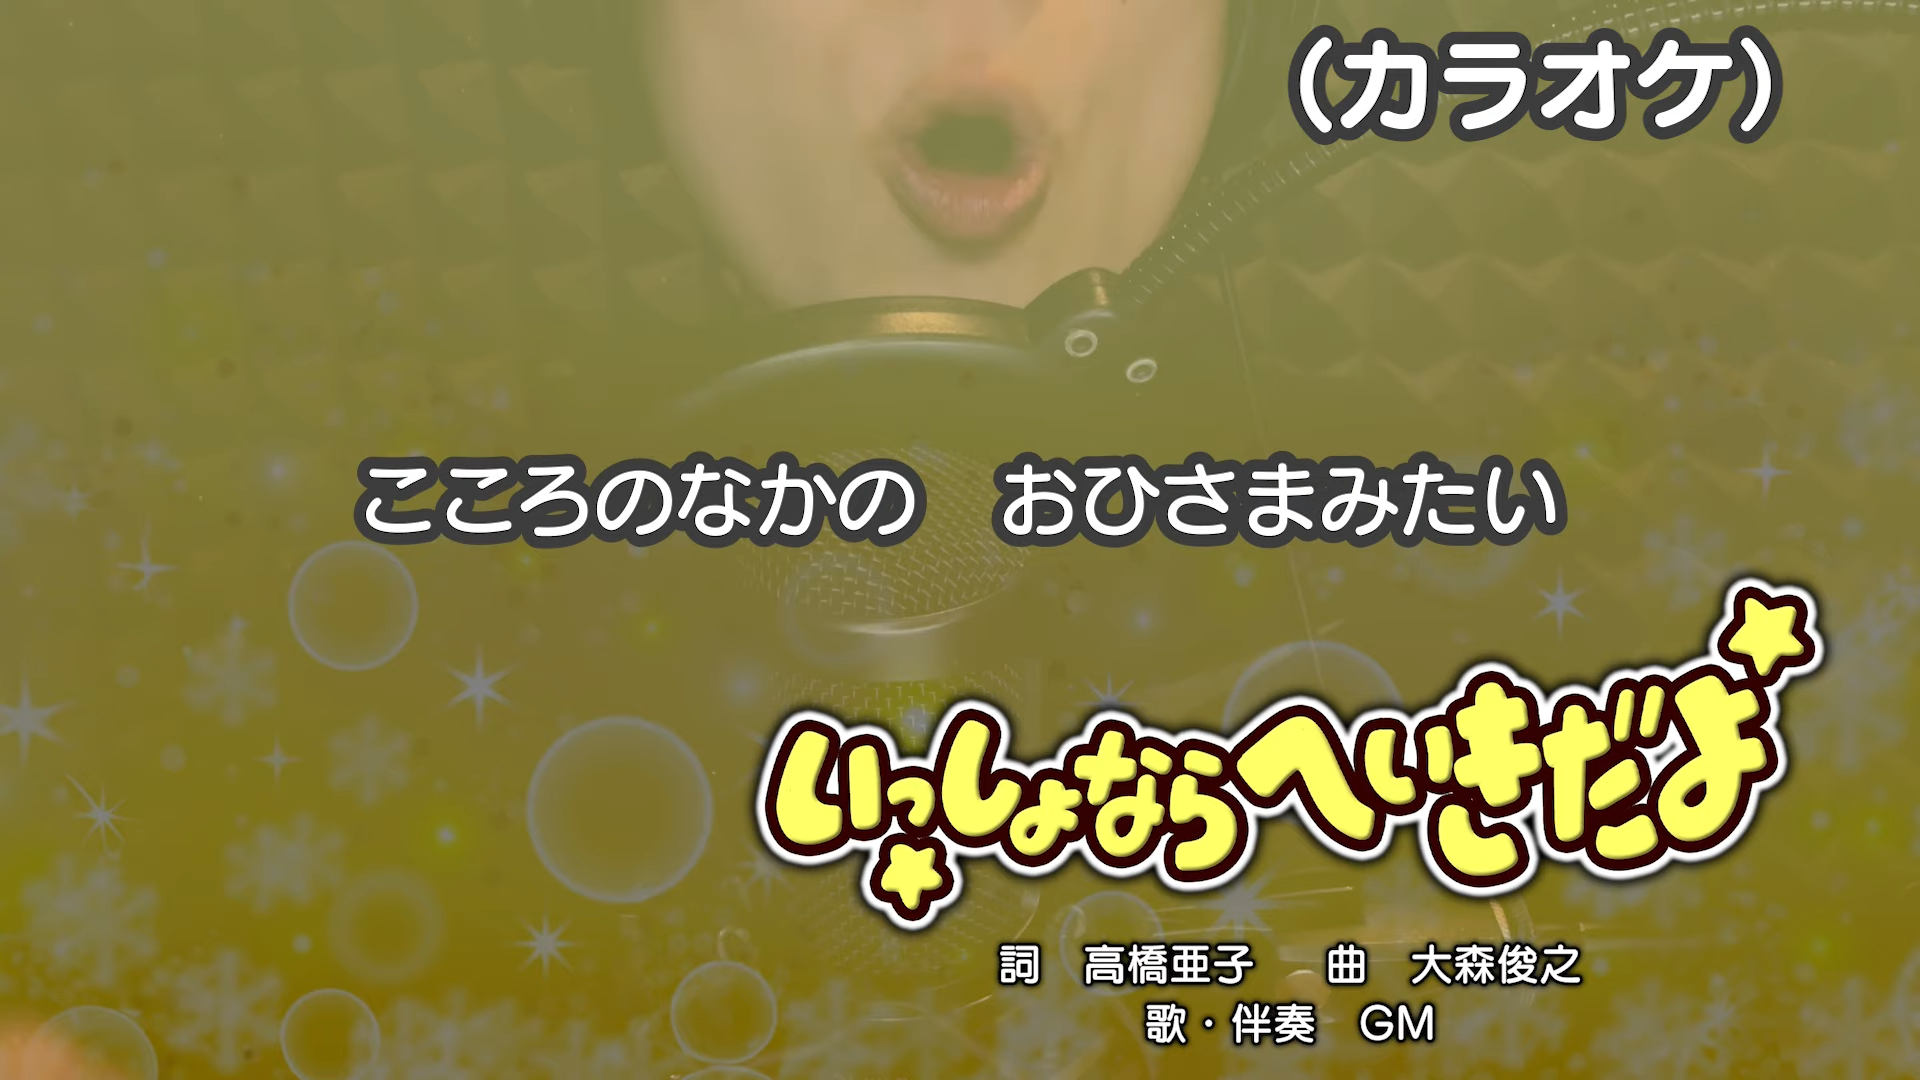 （カラオケ）
こころのなかの　おひさまみたい
いっしょならへいきだよ
詞　高橋亜子　　曲　大森俊之
歌・伴奏　GM